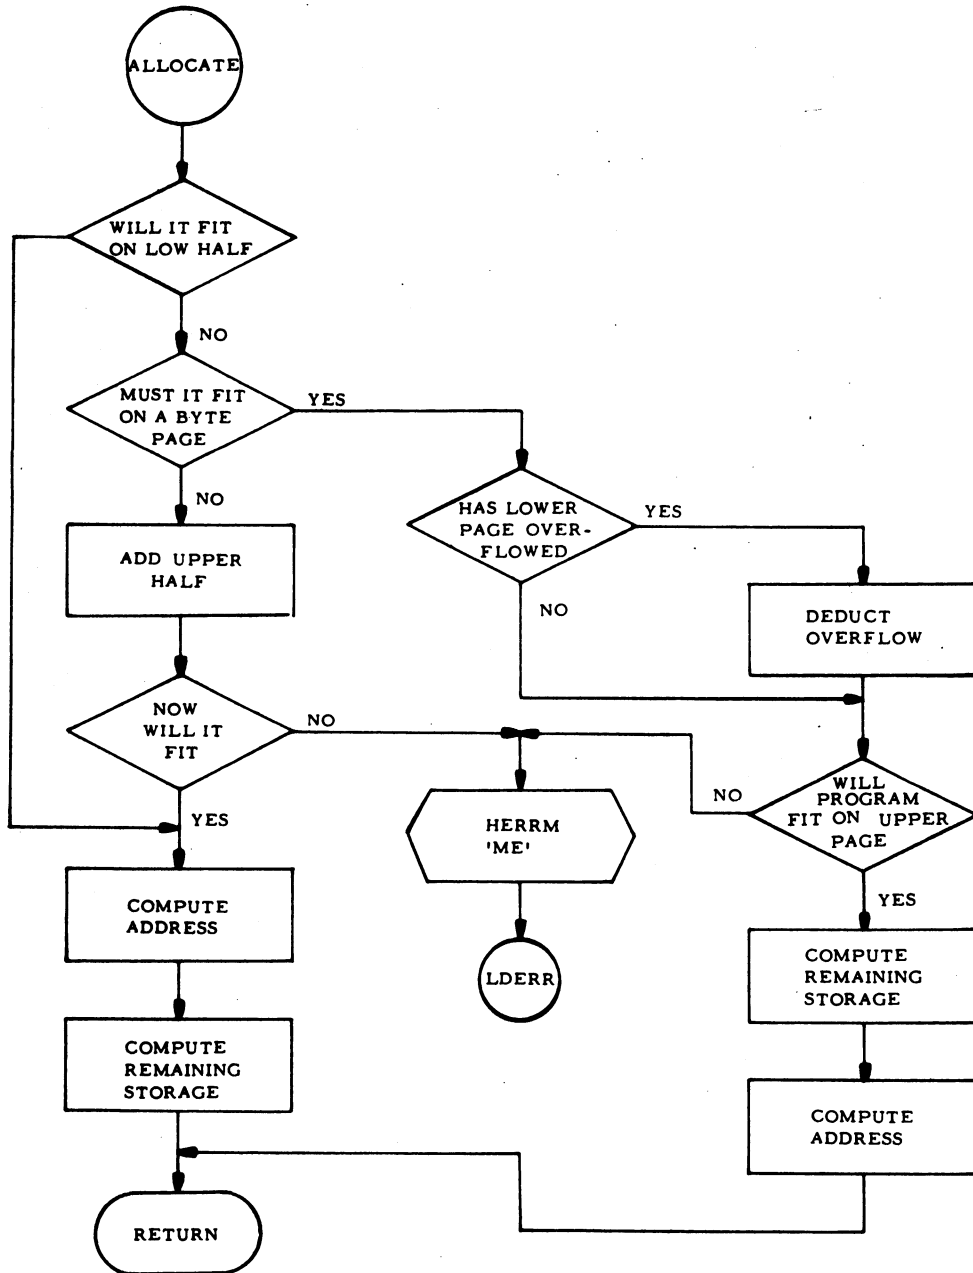 ALLOCATE
WILL IT FIT
ON LOW HALF
NO
MUST IT FIT
ON A BYTE
PAGE
YES
NO
HAS LOWER
PAGE OVER-
FLOWED
YES
NO
ADD UPPER
HALF
DEDUCT
OVERFLOW
NOW
WILL IT
FIT
NO
YES
HERRM
'ME'
LDERR
WILL
PROGRAM
FIT ON UPPER
PAGE
NO
YES
COMPUTE
ADDRESS
COMPUTE
REMAINING
STORAGE
COMPUTE
REMAINING
STORAGE
COMPUTE
ADDRESS
RETURN